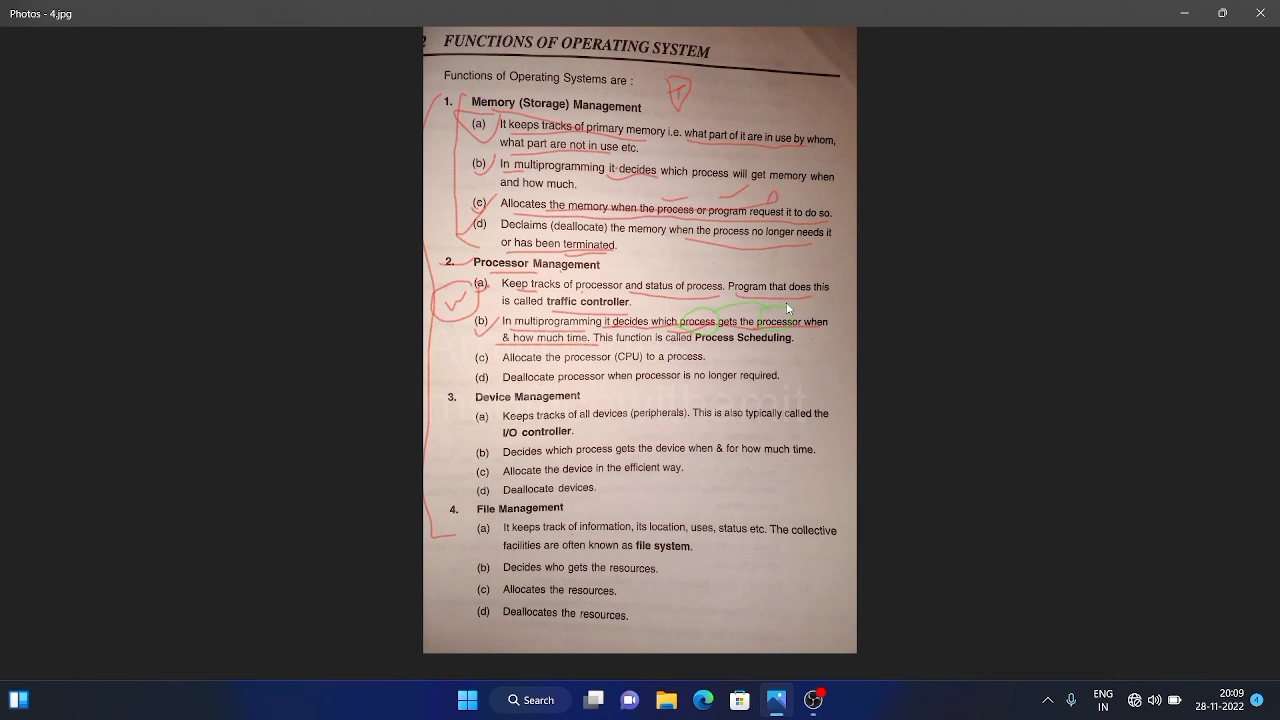 Photos - 4.jpg
2 FUNCTIONS OF OPERATING SYSTEM
Functions of Operating Systems are :
1. Memory (Storage) Management
(a) It keeps tracks of primary memory i.e. what part of it are in use by whom,
what part are not in use etc.
(b) In multiprogramming it decides which process will get memory when
and how much.
(c) Allocates the memory when the process or program request it to do so.
(d) Declaims (deallocate) the memory when the process no longer needs it
or has been terminated.
2. Processor Management
(a) Keep tracks of processor and status of process. Program that does this
is called traffic controller.
(b) In multiprogramming it decides which process gets the processor when
& how much time. This function is called Process Scheduling.
(c) Allocate the processor (CPU) to a process.
(d) Deallocate processor when processor is no longer required.
3. Device Management
(a) Keeps tracks of all devices (peripherals). This is also typically called the
I/O controller.
(b) Decides which process gets the device when & for how much time.
(c) Allocate the device in the efficient way.
(d) Deallocate devices.
4. File Management
(a) It keeps track of information, its location, uses, status etc. The collective
facilities are often known as file system.
(b) Decides who gets the resources.
(c) Allocates the resources.
(d) Deallocates the resources.
Search
ENG
IN
20:09
28-11-2022
4